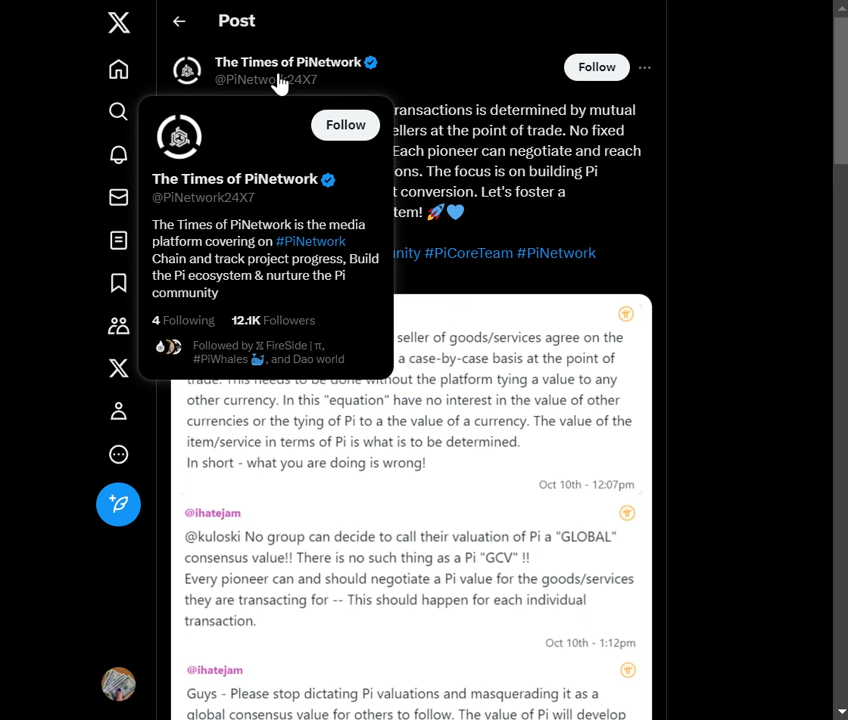 Post
The Times of PiNetwork
@PiNetwork24X7
Follow
ransactions is determined by mutual
ellers at the point of trade. No fixed
Each pioneer can negotiate and reach
ons. The focus is on building Pi
t conversion. Let's foster a
tem! 🚀💙
unity #PiCoreTeam #PiNetwork
Follow
The Times of PiNetwork
@PiNetwork24X7
The Times of PiNetwork is the media
platform covering on #PiNetwork
Chain and track project progress, Build
the Pi ecosystem & nurture the Pi
community
4 Following 12.1K Followers
Followed by 𝕏 FireSide | π,
#PiWhales 🐳, and Dao world
seller of goods/services agree on the
a case-by-case basis at the point of
trade. This needs to be done without the platform tying a value to any
other currency. In this "equation" have no interest in the value of other
currencies or the tying of Pi to a the value of a currency. The value of the
item/service in terms of Pi is what is to be determined.
In short - what you are doing is wrong!
Oct 10th - 12:07pm
@ihatejam
@kuloski No group can decide to call their valuation of Pi a "GLOBAL"
consensus value!! There is no such thing as a Pi "GCV" !!
Every pioneer can and should negotiate a Pi value for the goods/services
they are transacting for -- This should happen for each individual
transaction.
Oct 10th - 1:12pm
@ihatejam
Guys - Please stop dictating Pi valuations and masquerading it as a
global consensus value for others to follow. The value of Pi will develop